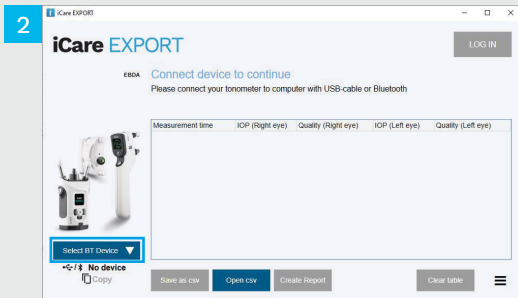 2
iCare EXPORT
iCare EXPORT
LOG IN
EBDA
Connect device to continue
Please connect your tonometer to computer with USB-cable or Bluetooth
Measurement time IOP (Right eye) Quality (Right eye) IOP (Left eye) Quality (Left eye)
Select BT Device
No device
Copy
Save as csv Open csv Create Report Clear table